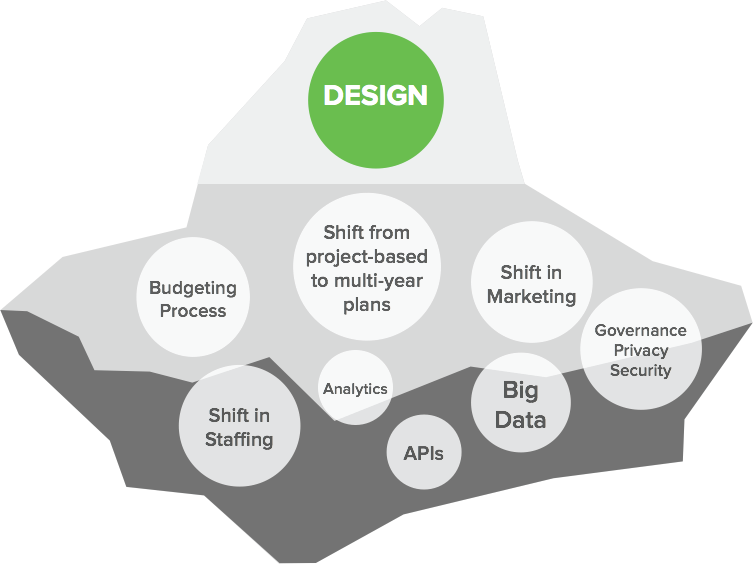 DESIGN
Shift from
project-based
to multi-year
plans
Budgeting
Process
Shift in
Marketing
Governance
Privacy
Security
Analytics
Big
Data
Shift in
Staffing
APIs